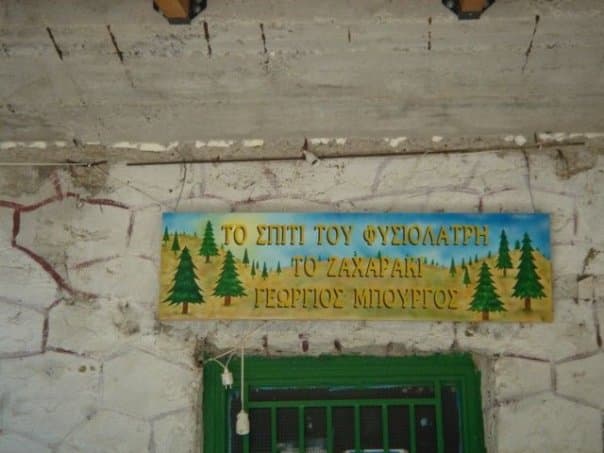 ΤΟ ΣΠΙΤΙ ΤΟΥ ΦΥΣΙΟΛΑΤΡΗ
ΤΟ ΖΑΧΑΡΑΚΙ
ΓΕΩΡΓΙΟΣ ΜΠΟΥΡΓΟΣ